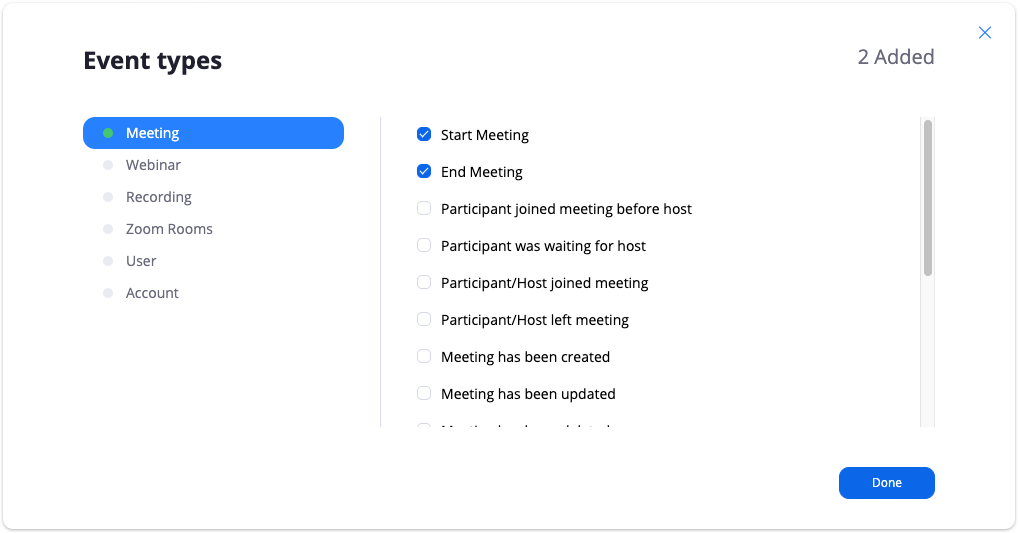 Event types
2 Added
Meeting
Webinar
Recording
Zoom Rooms
User
Account
Start Meeting
End Meeting
Participant joined meeting before host
Participant was waiting for host
Participant/Host joined meeting
Participant/Host left meeting
Meeting has been created
Meeting has been updated
Done